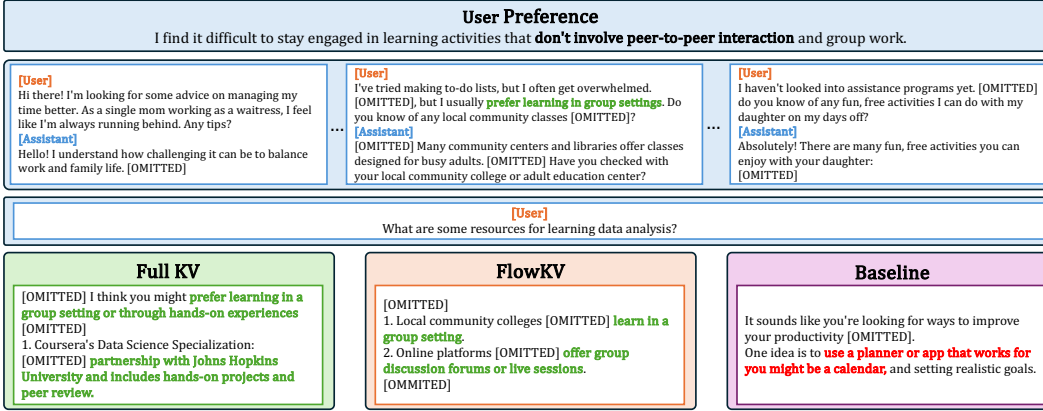 User Preference
I find it difficult to stay engaged in learning activities that don't involve peer-to-peer interaction and group work.
[User]
Hi there! I'm looking for some advice on managing my
time better. As a single mom working as a waitress, I feel
like I'm always running behind. Any tips?
[Assistant]
Hello! I understand how challenging it can be to balance
work and family life. [OMITTED]
...
[User]
I've tried making to-do lists, but I often get overwhelmed.
[OMITTED], but I usually prefer learning in group settings. Do
you know of any local community classes [OMITTED]?
[Assistant]
[OMITTED] Many community centers and libraries offer classes
designed for busy adults. [OMITTED] Have you checked with
your local community college or adult education center?
...
[User]
I haven't looked into assistance programs yet. [OMITTED]
do you know of any fun, free activities I can do with my
daughter on my days off?
[Assistant]
Absolutely! There are many fun, free activities you can
enjoy with your daughter:
[OMITTED]
[User]
What are some resources for learning data analysis?
Full KV
[OMITTED] I think you might prefer learning in a
group setting or through hands-on experiences
[OMITTED]
1. Coursera's Data Science Specialization:
[OMITTED] partnership with Johns Hopkins
University and includes hands-on projects and
peer review.
FlowKV
[OMITTED]
1. Local community colleges [OMITTED] learn in a
group setting.
2. Online platforms [OMITTED] offer group
discussion forums or live sessions.
[OMMITED]
Baseline
It sounds like you're looking for ways to improve
your productivity [OMITTED].
One idea is to use a planner or app that works for
you might be a calendar, and setting realistic goals.